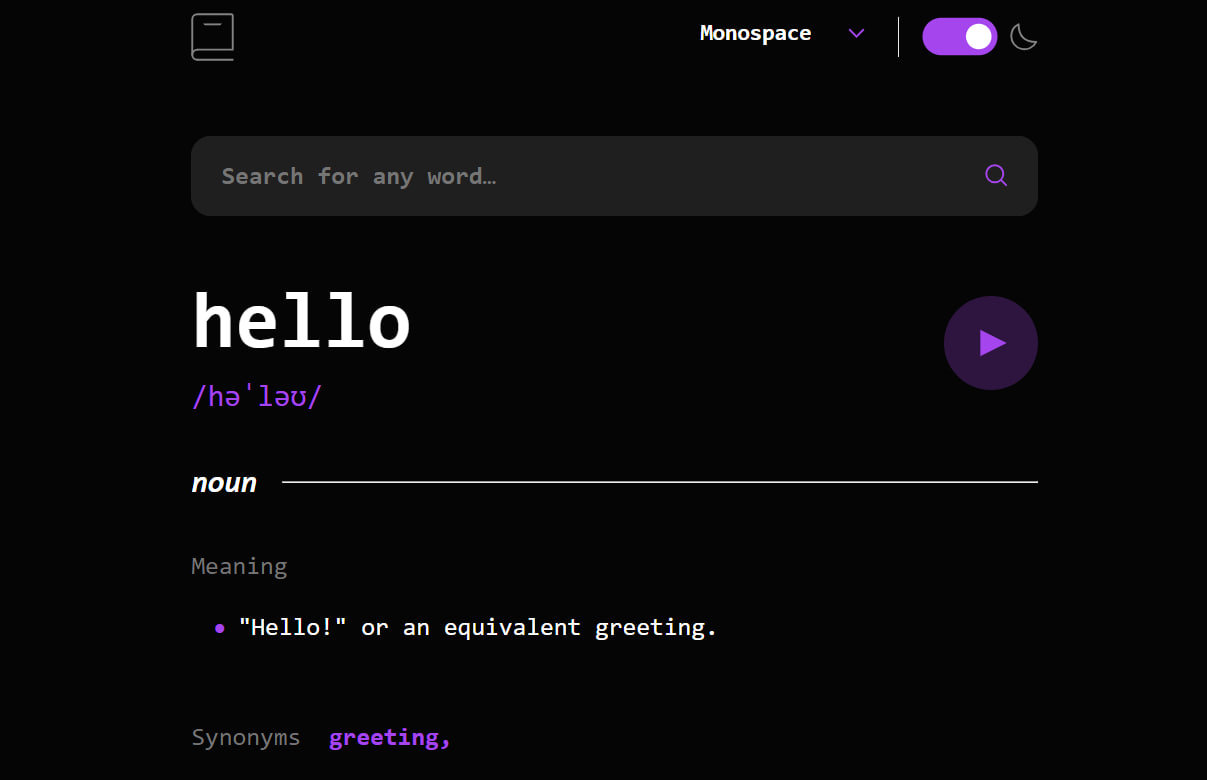 Monospace
Search for any word…
hello
/həˈləʊ/
noun
Meaning
"Hello!" or an equivalent greeting.
Synonyms greeting,